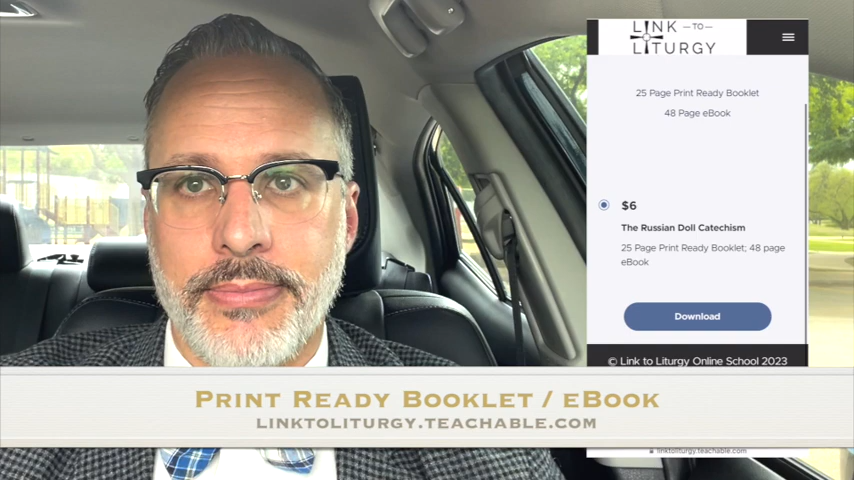 LINK —TO—
LITURGY
25 Page Print Ready Booklet
48 Page eBook
$6
The Russian Doll Catechism
25 Page Print Ready Booklet; 48 page
eBook
Download
© Link to Liturgy Online School 2023
PRINT READY BOOKLET / EBOOK
LINKTOLITURGY.TEACHABLE.COM
linktoliturgy.teachable.com